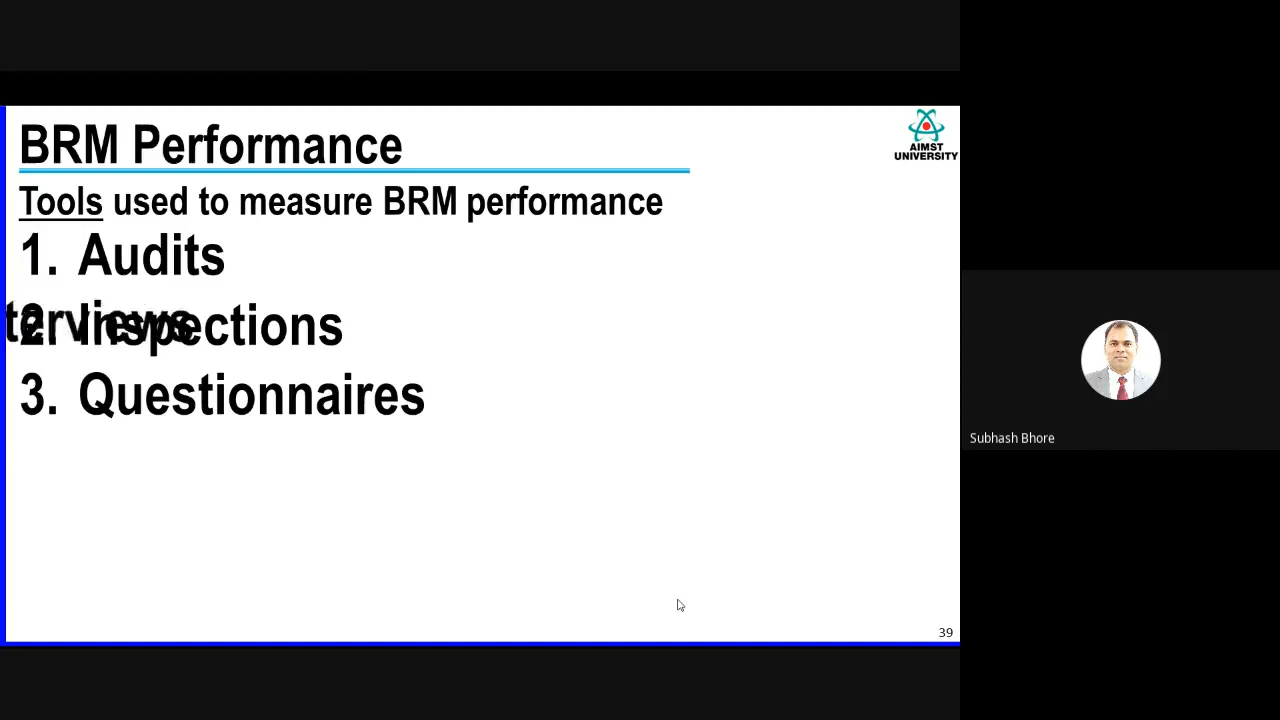 BRM Performance
AIMST
UNIVERSITY
Tools used to measure BRM performance
1. Audits
terviews
2. Inspections
3. Questionnaires
39
Subhash Bhore